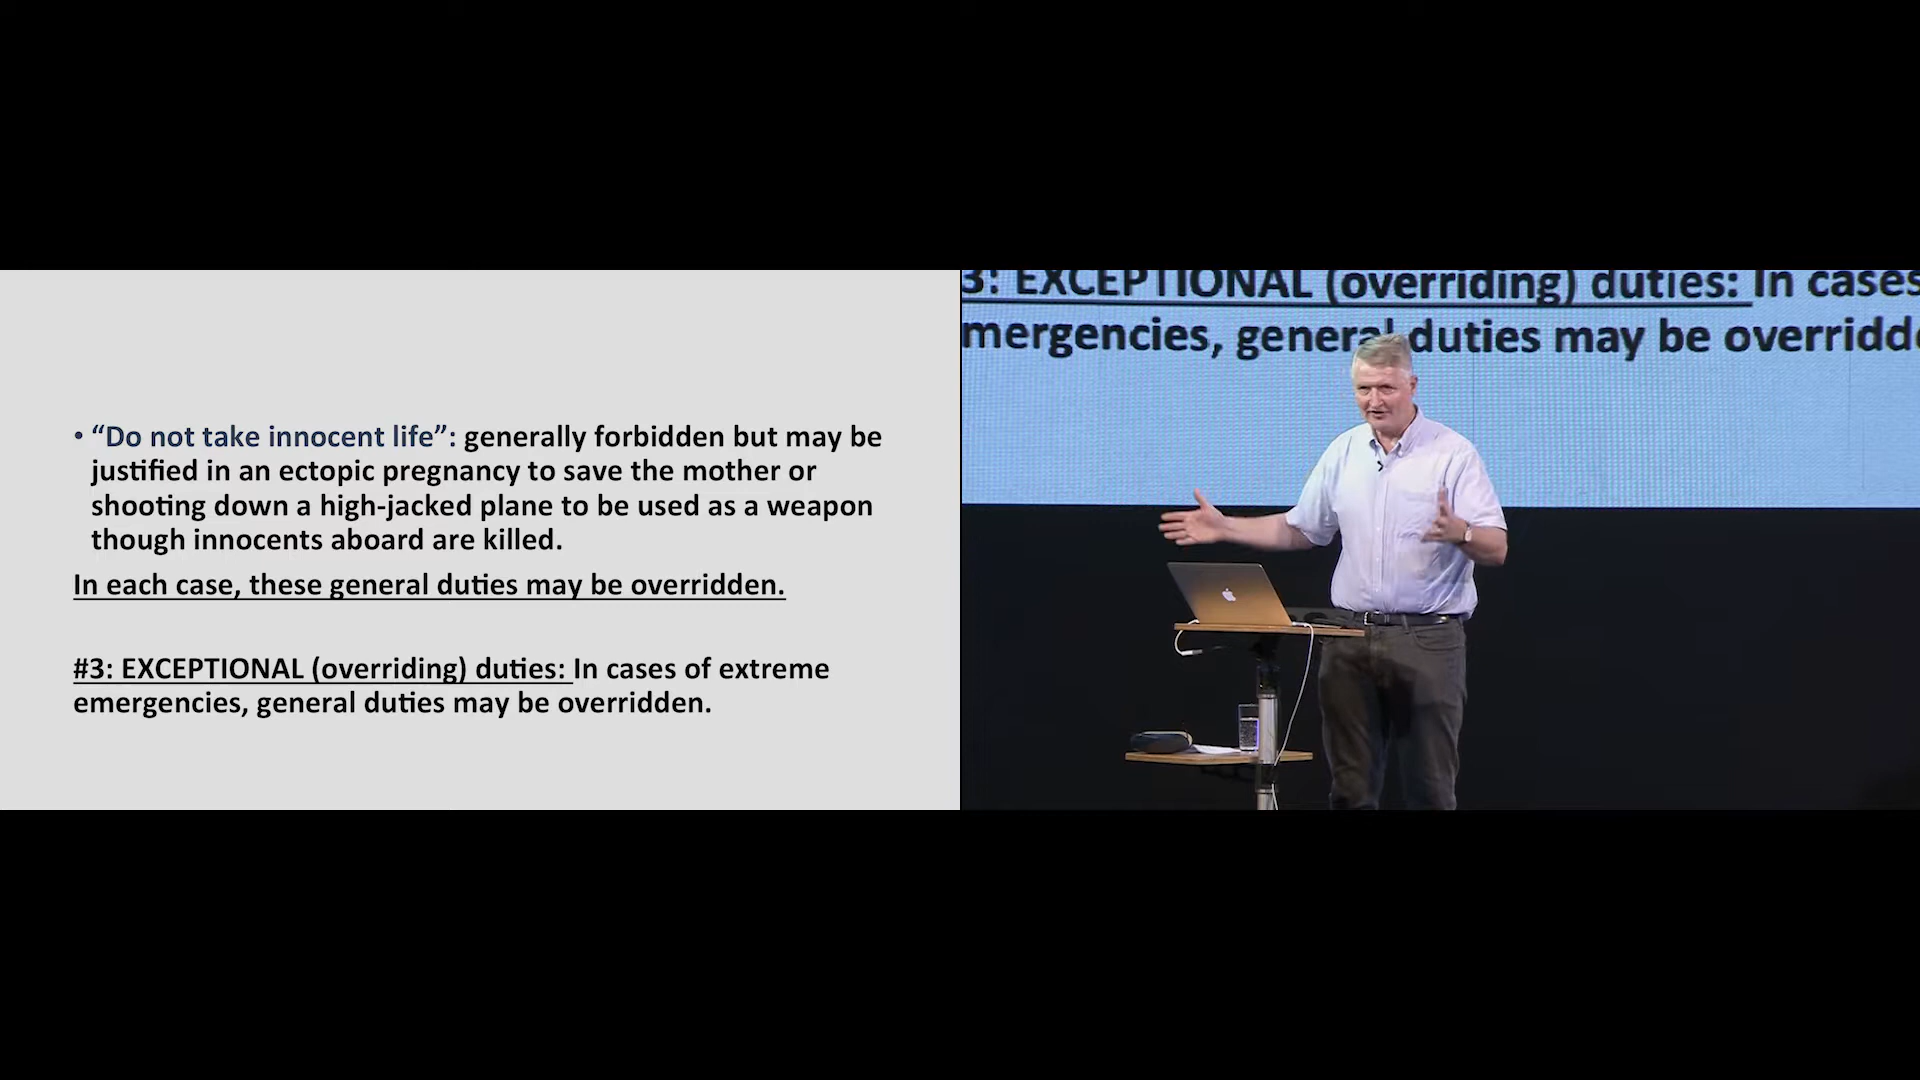 • “Do not take innocent life”: generally forbidden but may be
justified in an ectopic pregnancy to save the mother or
shooting down a high-jacked plane to be used as a weapon
though innocents aboard are killed.
In each case, these general duties may be overridden.
#3: EXCEPTIONAL (overriding) duties: In cases of extreme
emergencies, general duties may be overridden.
3: EXCEPTIONAL (overriding) duties: In cases
mergencies, general duties may be overridd